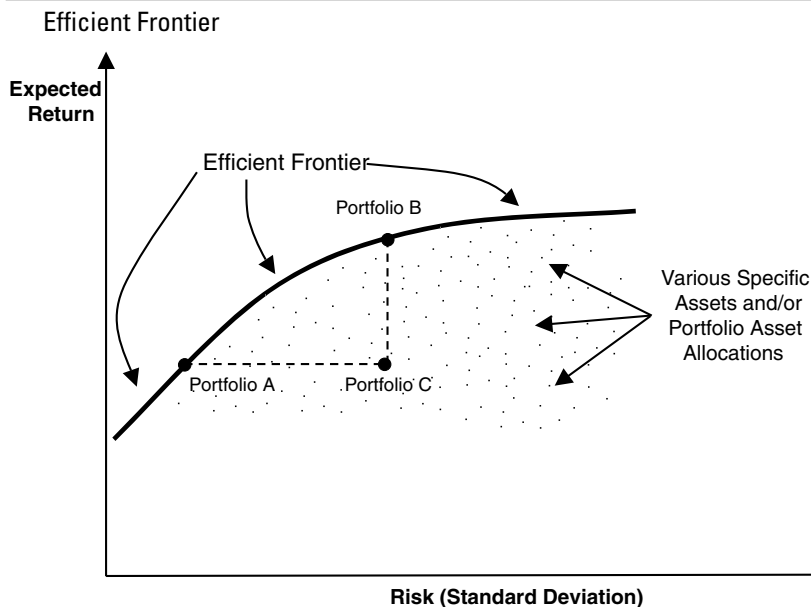 Efficient Frontier
Expected
Return
Efficient Frontier
Portfolio B
Various Specific
Assets and/or
Portfolio Asset
Allocations
Portfolio A
Portfolio C
Risk (Standard Deviation)